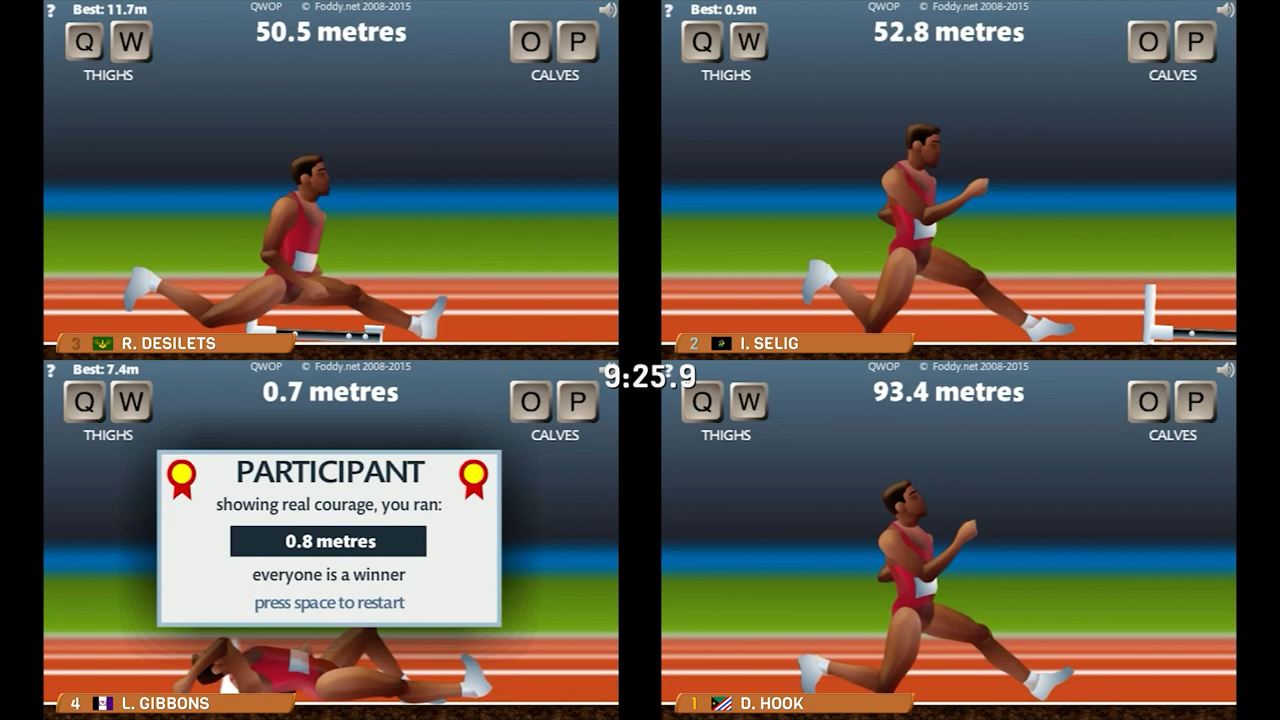 ? Best: 11.7m QWOP © Foddy.net 2008-2015
50.5 metres
Q W O P
THIGHS CALVES
3 R. DESILETS
? Best: 0.9m QWOP © Foddy.net 2008-2015
52.8 metres
Q W O P
THIGHS CALVES
2 I. SELIG
9:25.9
? Best: 7.4m QWOP © Foddy.net 2008-2015
0.7 metres
Q W O P
THIGHS CALVES
PARTICIPANT
showing real courage, you ran:
0.8 metres
everyone is a winner
press space to restart
4 L. GIBBONS
? QWOP © Foddy.net 2008-2015
93.4 metres
Q W O P
THIGHS CALVES
1 D. HOOK